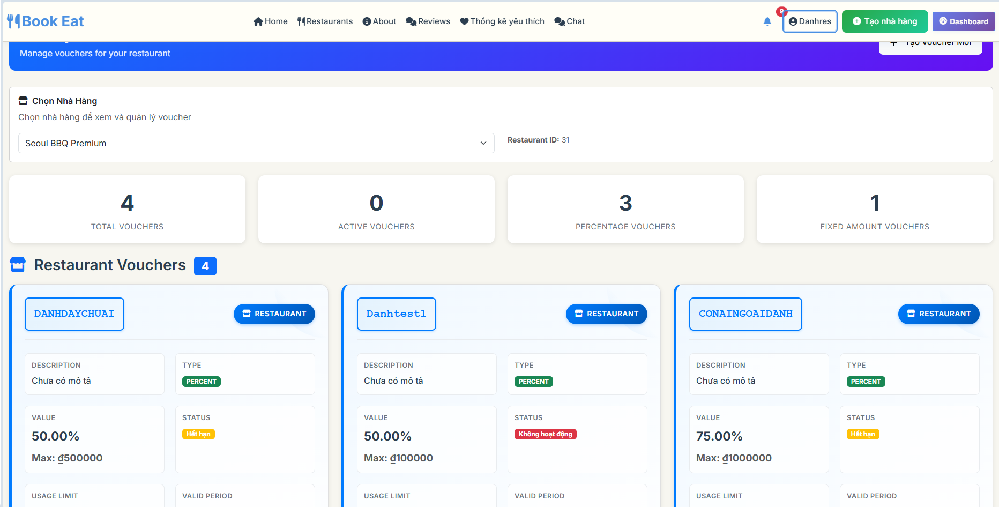 Book Eat
Home
Restaurants
About
Reviews
Thống kê yêu thích
Chat
9
Danhres
Tạo nhà hàng
Dashboard
Manage vouchers for your restaurant
Tạo Voucher Mới
Chọn Nhà Hàng
Chọn nhà hàng để xem và quản lý voucher
Seoul BBQ Premium
Restaurant ID: 31
4
TOTAL VOUCHERS
0
ACTIVE VOUCHERS
3
PERCENTAGE VOUCHERS
1
FIXED AMOUNT VOUCHERS
Restaurant Vouchers 4
DANHDAYCHUAI
RESTAURANT
DESCRIPTION
Chưa có mô tả
TYPE
PERCENT
VALUE
50.00%
Max: ₫500000
STATUS
Hết hạn
USAGE LIMIT
VALID PERIOD
Danhtest1
RESTAURANT
DESCRIPTION
Chưa có mô tả
TYPE
PERCENT
VALUE
50.00%
Max: ₫100000
STATUS
Không hoạt động
USAGE LIMIT
VALID PERIOD
CONAINGOAIDANH
RESTAURANT
DESCRIPTION
Chưa có mô tả
TYPE
PERCENT
VALUE
75.00%
Max: ₫1000000
STATUS
Hết hạn
USAGE LIMIT
VALID PERIOD